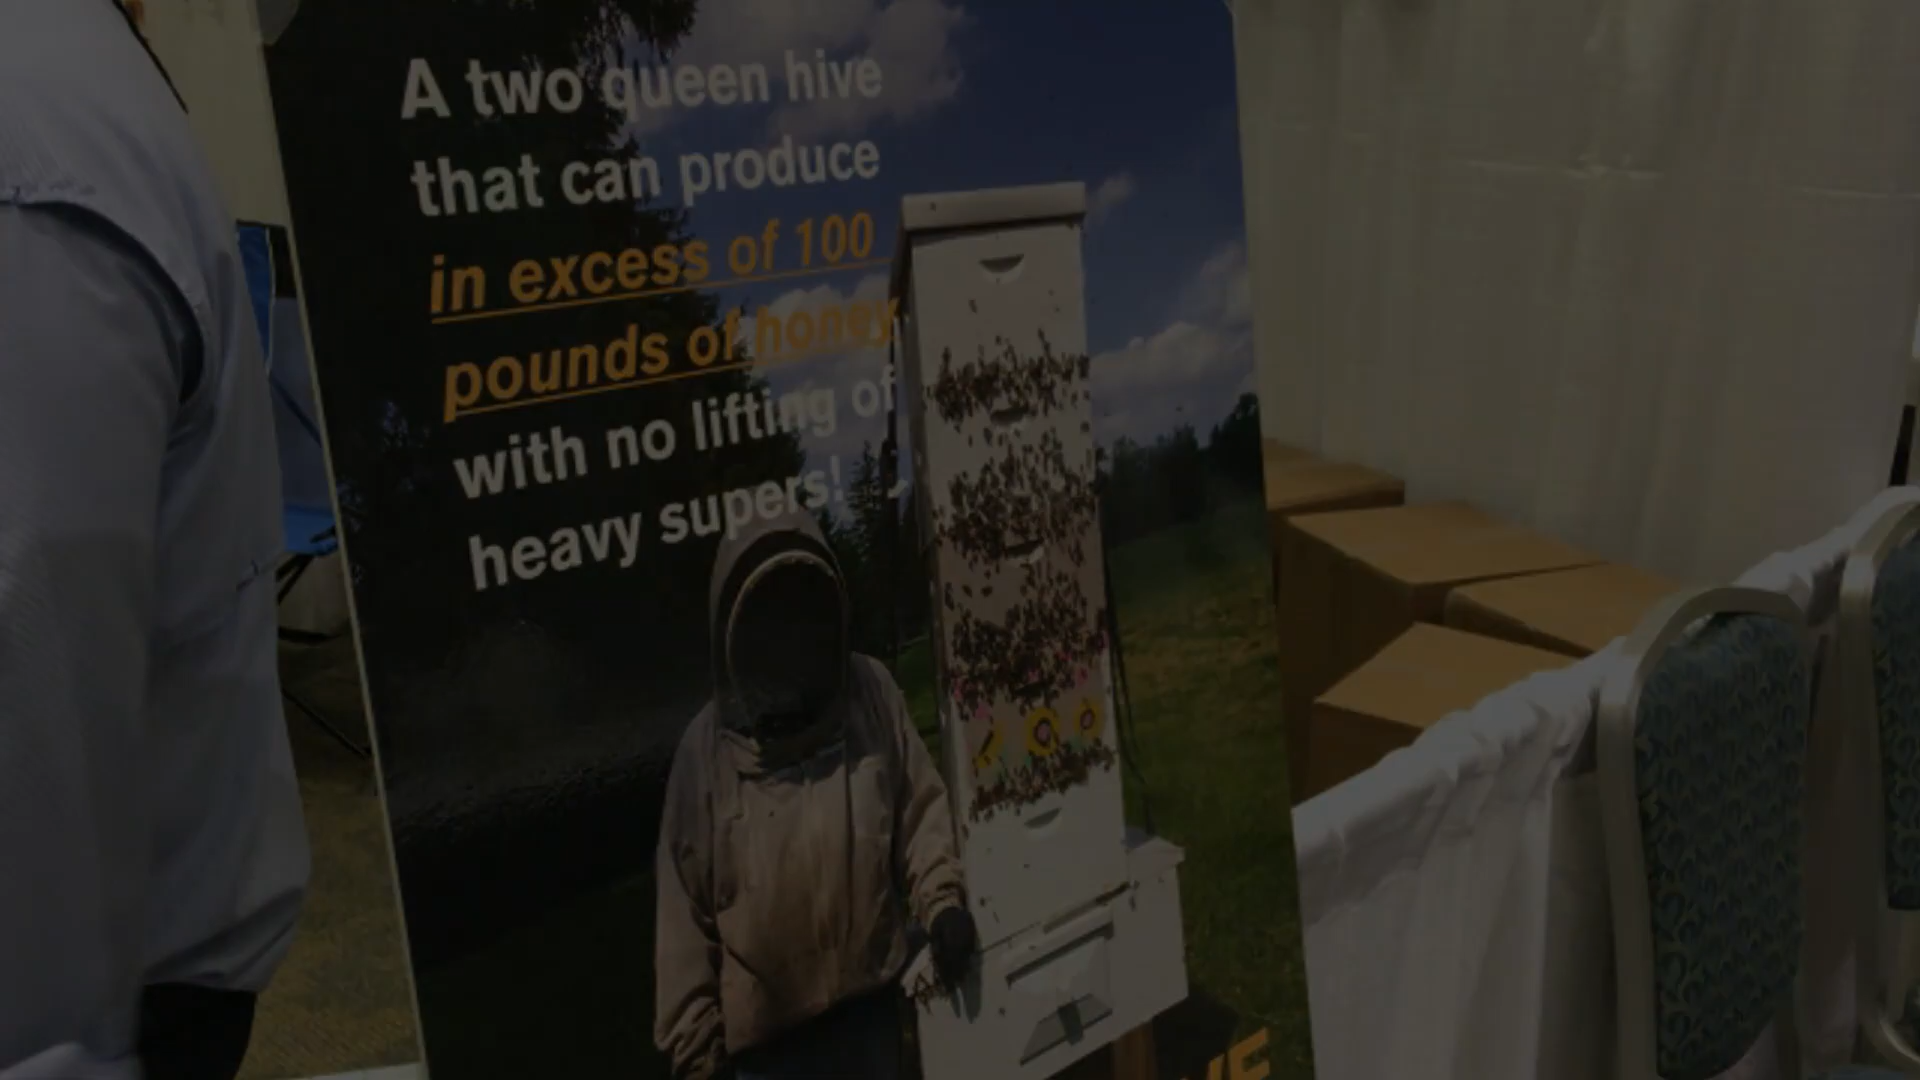 A two queen hive
that can produce
in excess of 100
pounds of honey
with no lifting of
heavy supers!